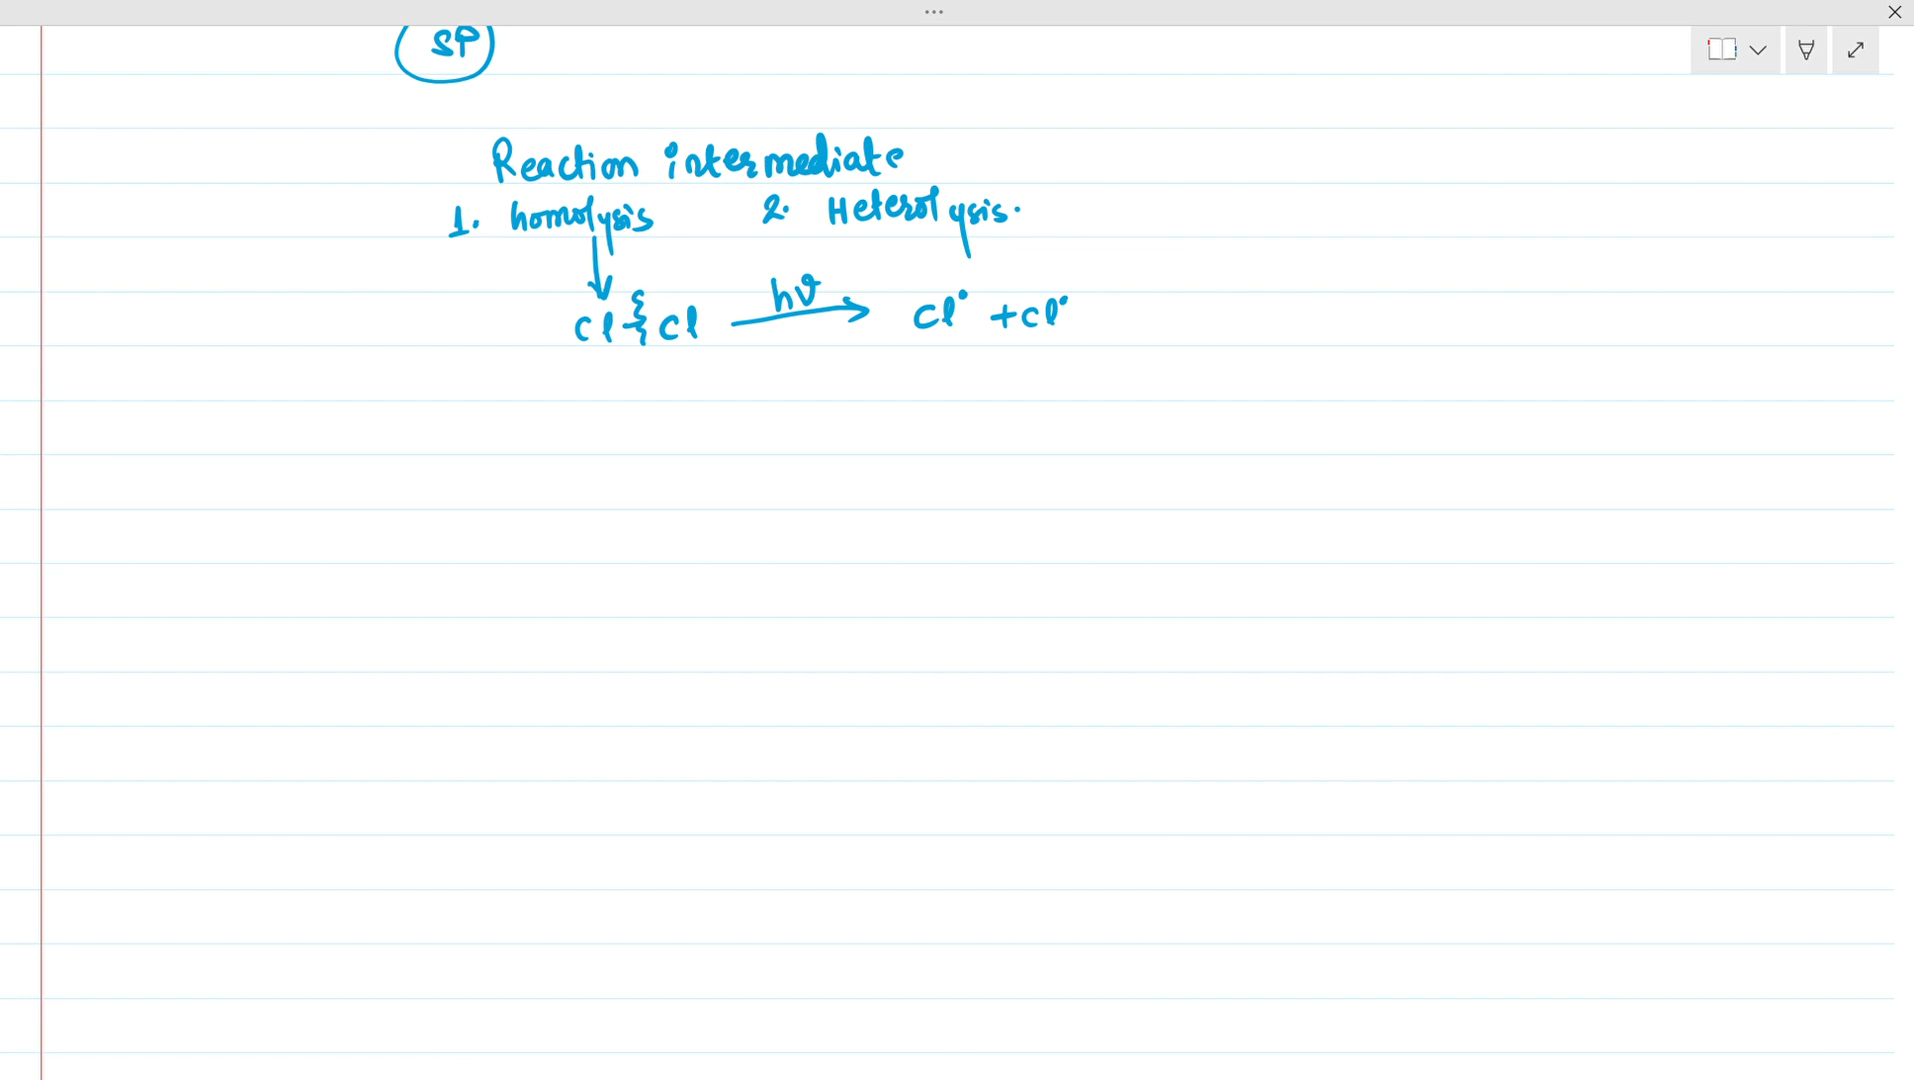 SP
Reaction intermediate
1. homolysis 2. Heterolysis.
hν
Cl-Cl → Cl• + Cl•